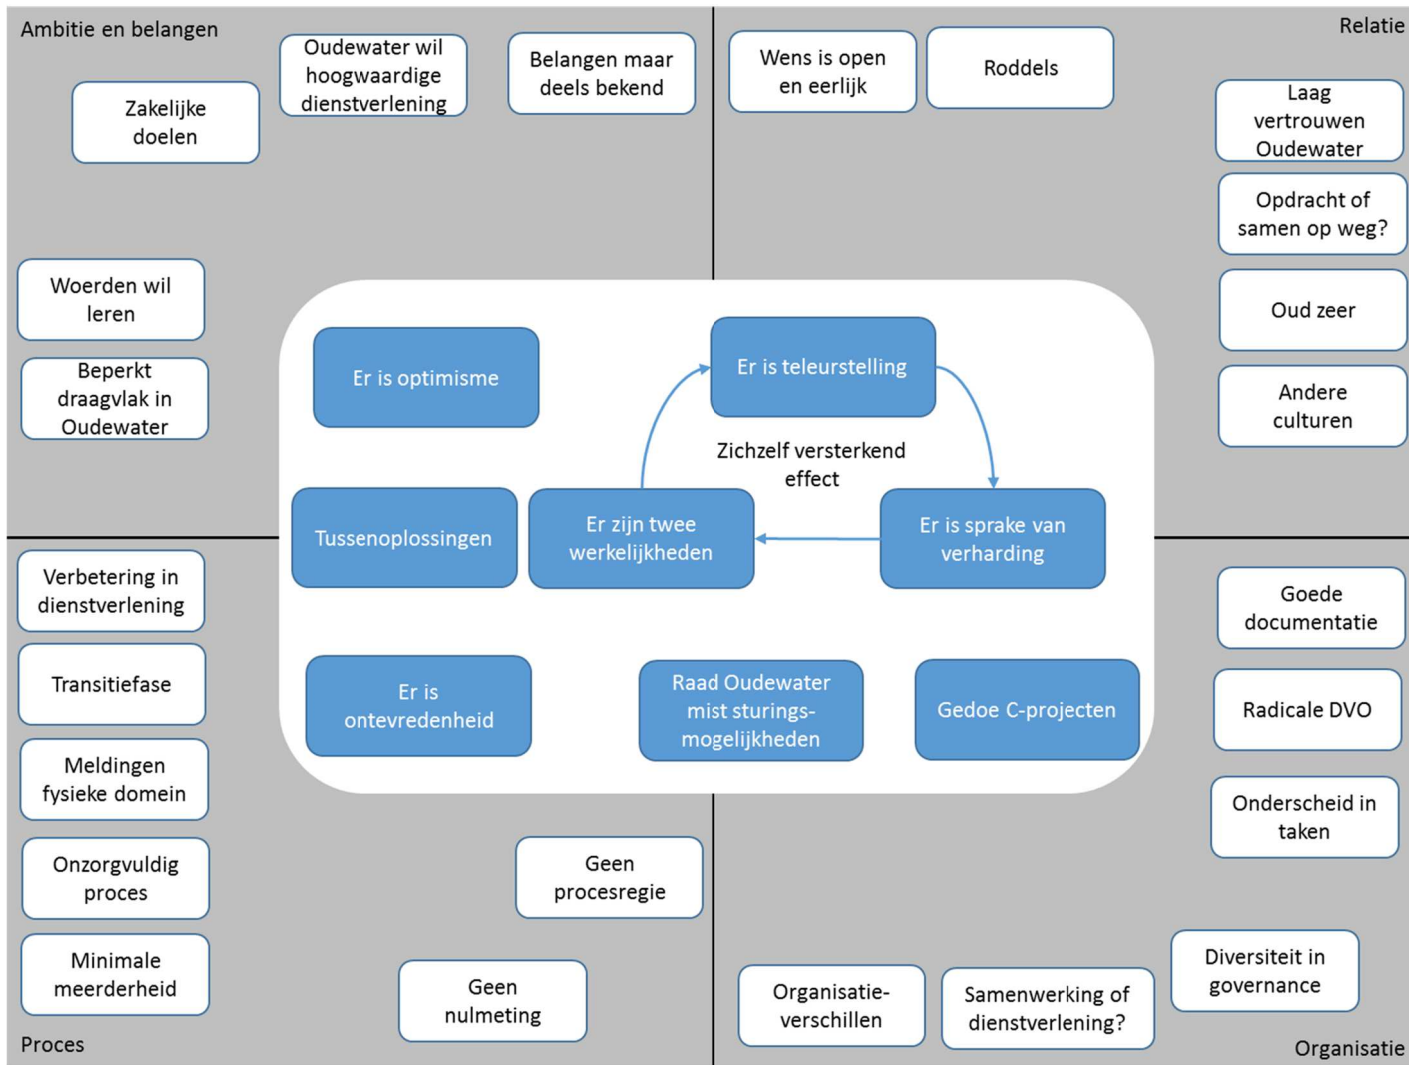 Ambitie en belangen
Oudewater wil
hoogwaardige
dienstverlening
Belangen maar
deels bekend
Zakelijke
doelen
Woerden wil
leren
Beperkt
draagvlak in
Oudewater
Relatie
Wens is open
en eerlijk
Roddels
Laag
vertrouwen
Oudewater
Opdracht of
samen op weg?
Oud zeer
Andere
culturen
Er is optimisme
Er is teleurstelling
Zichzelf versterkend
effect
Tussenoplossingen
Er zijn twee
werkelijkheden
Er is sprake van
verharding
Er is
ontevredenheid
Raad Oudewater
mist sturings-
mogelijkheden
Gedoe C-projecten
Verbetering in
dienstverlening
Transitiefase
Meldingen
fysieke domein
Onzorgvuldig
proces
Minimale
meerderheid
Geen
procesregie
Geen
nulmeting
Proces
Goede
documentatie
Radicale DVO
Onderscheid in
taken
Diversiteit in
governance
Organisatie-
verschillen
Samenwerking of
dienstverlening?
Organisatie